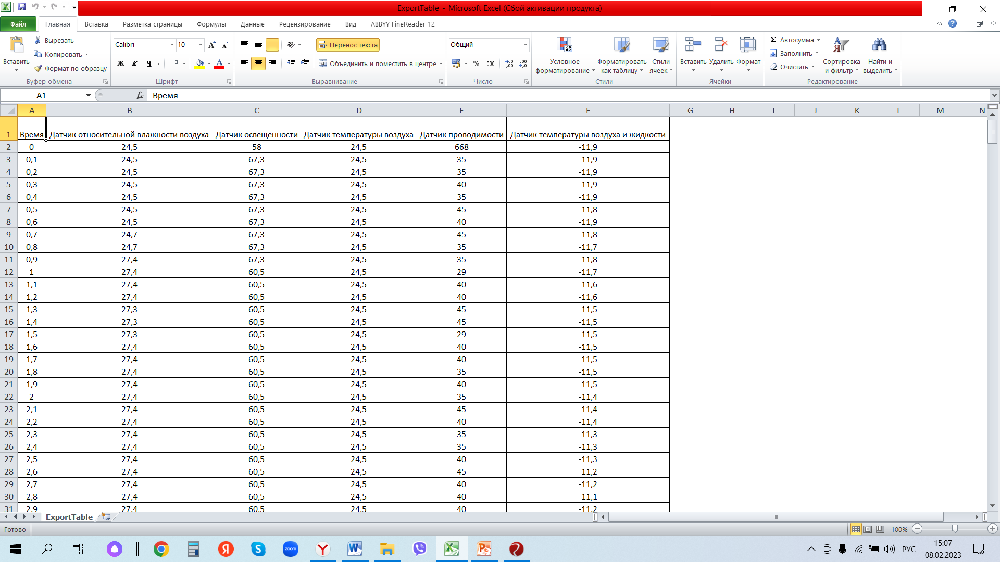 ExportTable - Microsoft Excel (Сбой активации продукта)
Файл Главная Вставка Разметка страницы Формулы Данные Рецензирование Вид ABBYY FineReader 12
Вставить
Вырезать
Копировать
Формат по образцу
Буфер обмена
Calibri 10
Ж К Ч А
Шрифт
Перенос текста
Объединить и поместить в центре
Выравнивание
Общий
% 000
Число
Условное форматирование
Форматировать как таблицу
Стили ячеек
Стили
Вставить Удалить Формат
Ячейки
Σ Автосумма
Заполнить
Очистить
Сортировка и фильтр
Найти и выделить
Редактирование
A1 fx Время
A B C D E F G H I J K L M N
1 Время Датчик относительной влажности воздуха Датчик освещенности Датчик температуры воздуха Датчик проводимости Датчик температуры воздуха и жидкости
2 0 24,5 58 24,5 668 -11,9
3 0,1 24,5 67,3 24,5 35 -11,9
4 0,2 24,5 67,3 24,5 35 -11,9
5 0,3 24,5 67,3 24,5 40 -11,9
6 0,4 24,5 67,3 24,5 35 -11,9
7 0,5 24,5 67,3 24,5 45 -11,8
8 0,6 24,5 67,3 24,5 40 -11,9
9 0,7 24,7 67,3 24,5 45 -11,8
10 0,8 24,7 67,3 24,5 35 -11,7
11 0,9 27,4 67,3 24,5 35 -11,8
12 1 27,4 60,5 24,5 29 -11,7
13 1,1 27,4 60,5 24,5 40 -11,6
14 1,2 27,4 60,5 24,5 40 -11,6
15 1,3 27,3 60,5 24,5 45 -11,5
16 1,4 27,3 60,5 24,5 45 -11,5
17 1,5 27,3 60,5 24,5 29 -11,5
18 1,6 27,4 60,5 24,5 40 -11,5
19 1,7 27,4 60,5 24,5 40 -11,5
20 1,8 27,4 60,5 24,5 35 -11,5
21 1,9 27,4 60,5 24,5 40 -11,5
22 2 27,4 60,5 24,5 35 -11,4
23 2,1 27,4 60,5 24,5 45 -11,4
24 2,2 27,4 60,5 24,5 40 -11,4
25 2,3 27,4 60,5 24,5 35 -11,3
26 2,4 27,4 60,5 24,5 35 -11,3
27 2,5 27,4 60,5 24,5 40 -11,3
28 2,6 27,4 60,5 24,5 45 -11,2
29 2,7 27,4 60,5 24,5 40 -11,2
30 2,8 27,4 60,5 24,5 40 -11,1
31 2,9 27,4 60,5 24,5 40 -11,2
ExportTable
Готово 100%
zoom
РУС
15:07
08.02.2023